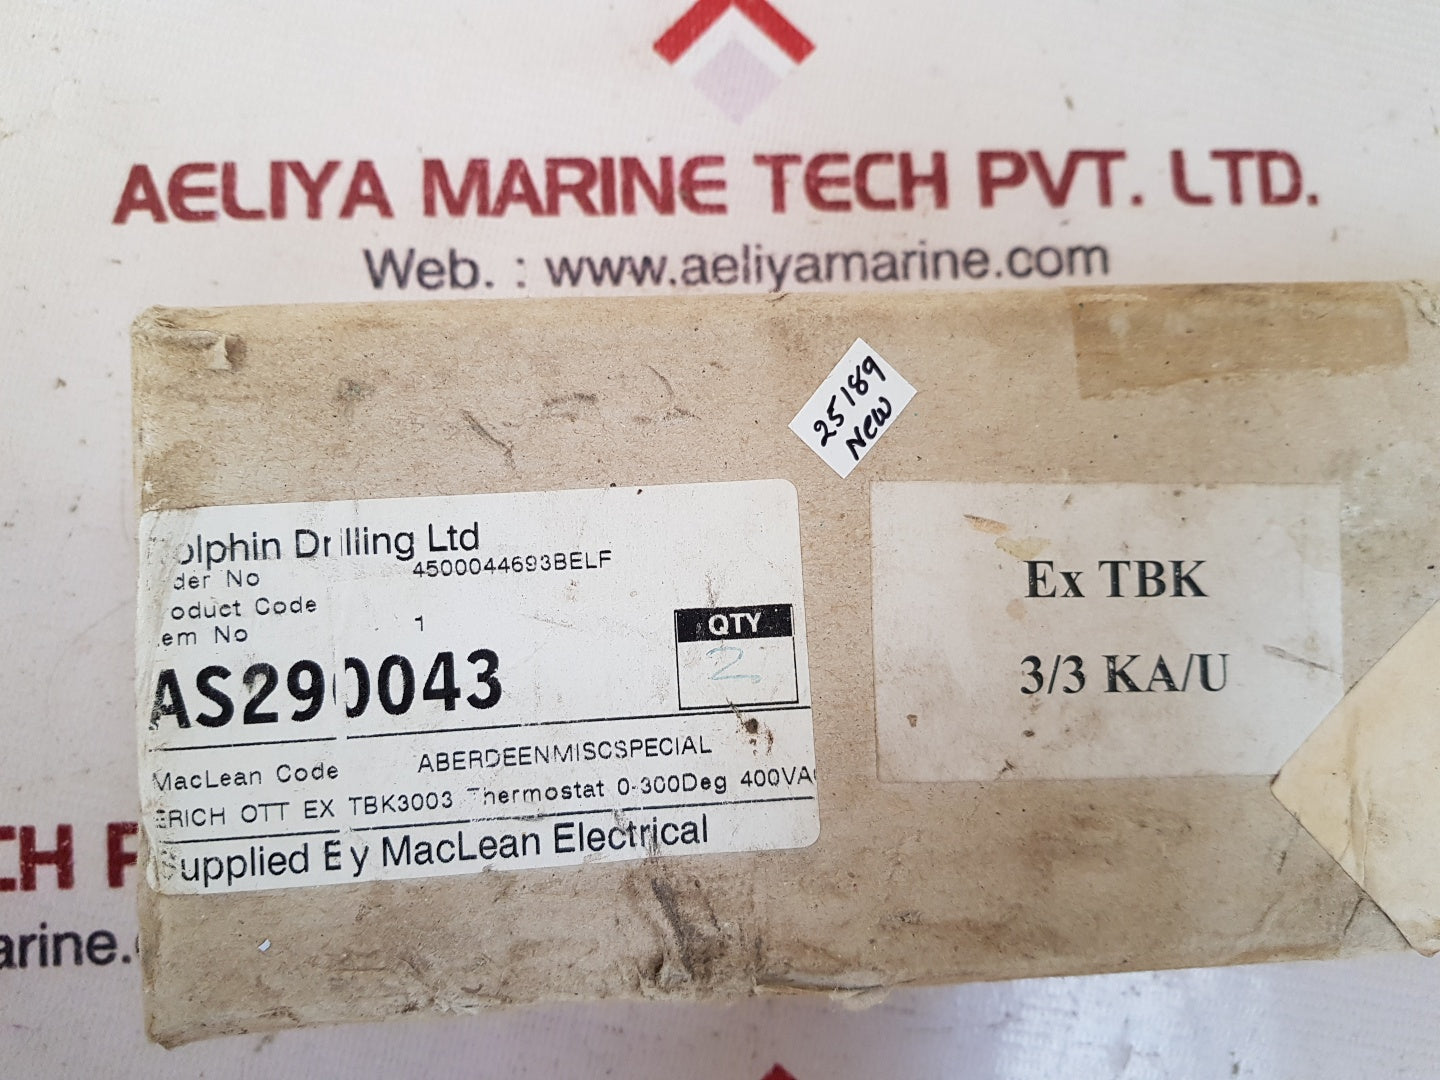 AELIYA MARINE TECH PVT. LTD.
Web. : www.aeliyamarine.com
25189
New
olphin Drilling Ltd
der No 4500044693BELF
oduct Code
em No 1
QTY
2
AS290043
MacLean Code ABERDEENMISCSPECIAL
ERICH OTT EX TBK3003 Thermostat 0-300Deg 400VA
Supplied By MacLean Electrical
Ex TBK
3/3 KA/U
CH P
arine.